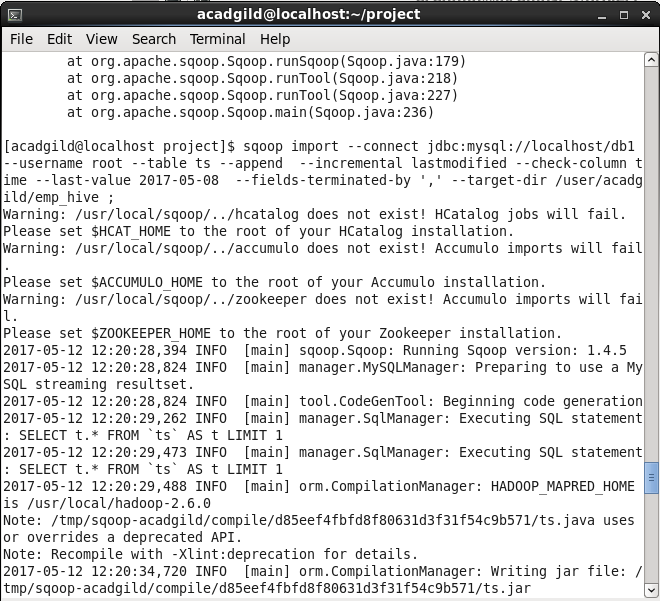 acadgild@localhost:~/project
File Edit View Search Terminal Help
at org.apache.sqoop.Sqoop.runSqoop(Sqoop.java:179)
at org.apache.sqoop.Sqoop.runTool(Sqoop.java:218)
at org.apache.sqoop.Sqoop.runTool(Sqoop.java:227)
at org.apache.sqoop.Sqoop.main(Sqoop.java:236)
[acadgild@localhost project]$ sqoop import --connect jdbc:mysql://localhost/db1
--username root --table ts --append  --incremental lastmodified --check-column t
ime --last-value 2017-05-08  --fields-terminated-by ',' --target-dir /user/acadg
ild/emp_hive ;
Warning: /usr/local/sqoop/../hcatalog does not exist! HCatalog jobs will fail.
Please set $HCAT_HOME to the root of your HCatalog installation.
Warning: /usr/local/sqoop/../accumulo does not exist! Accumulo imports will fail
.
Please set $ACCUMULO_HOME to the root of your Accumulo installation.
Warning: /usr/local/sqoop/../zookeeper does not exist! Accumulo imports will fai
l.
Please set $ZOOKEEPER_HOME to the root of your Zookeeper installation.
2017-05-12 12:20:28,394 INFO  [main] sqoop.Sqoop: Running Sqoop version: 1.4.5
2017-05-12 12:20:28,824 INFO  [main] manager.MySQLManager: Preparing to use a My
SQL streaming resultset.
2017-05-12 12:20:28,824 INFO  [main] tool.CodeGenTool: Beginning code generation
2017-05-12 12:20:29,262 INFO  [main] manager.SqlManager: Executing SQL statement
: SELECT t.* FROM `ts` AS t LIMIT 1
2017-05-12 12:20:29,473 INFO  [main] manager.SqlManager: Executing SQL statement
: SELECT t.* FROM `ts` AS t LIMIT 1
2017-05-12 12:20:29,488 INFO  [main] orm.CompilationManager: HADOOP_MAPRED_HOME
is /usr/local/hadoop-2.6.0
Note: /tmp/sqoop-acadgild/compile/d85eef4fbfd8f80631d3f31f54c9b571/ts.java uses
or overrides a deprecated API.
Note: Recompile with -Xlint:deprecation for details.
2017-05-12 12:20:34,720 INFO  [main] orm.CompilationManager: Writing jar file: /
tmp/sqoop-acadgild/compile/d85eef4fbfd8f80631d3f31f54c9b571/ts.jar